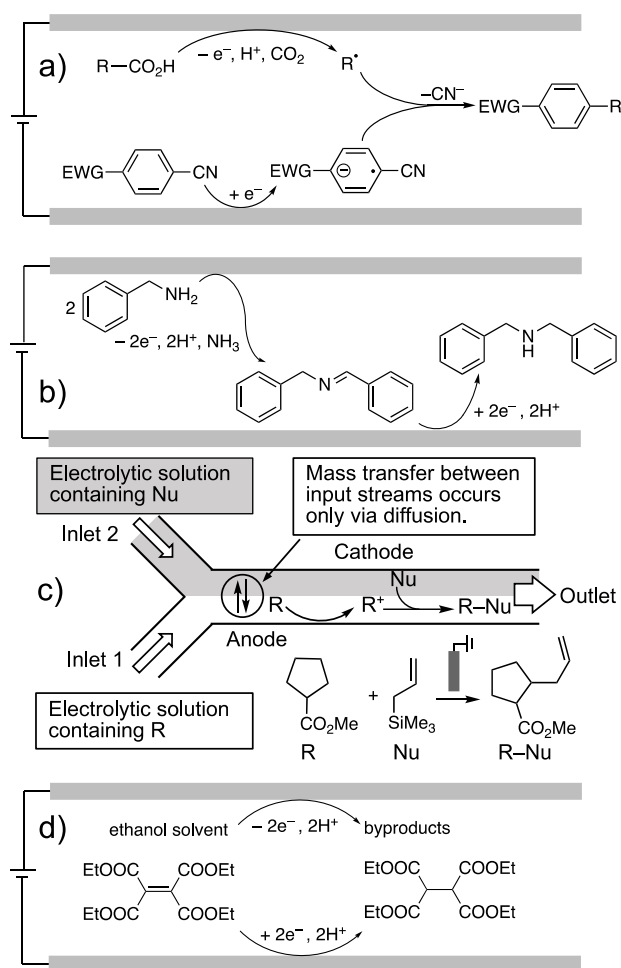 a)
R–CO₂H
– e⁻, H⁺, CO₂
R•
–CN⁻
EWG
R
EWG
CN
+ e⁻
EWG
⊖
•
CN
b)
2
NH₂
– 2e⁻, 2H⁺, NH₃
N
N
H
+ 2e⁻, 2H⁺
Electrolytic solution
containing Nu
Mass transfer between
input streams occurs
only via diffusion.
Inlet 2
Cathode
c)
Nu
R
R⁺
R–Nu
Outlet
Anode
Inlet 1
Electrolytic solution
containing R
CO₂Me
R
+
SiMe₃
Nu
CO₂Me
R–Nu
d)
ethanol solvent
– 2e⁻, 2H⁺
byproducts
EtOOC
COOEt
EtOOC
COOEt
EtOOC
COOEt
EtOOC
COOEt
+ 2e⁻, 2H⁺